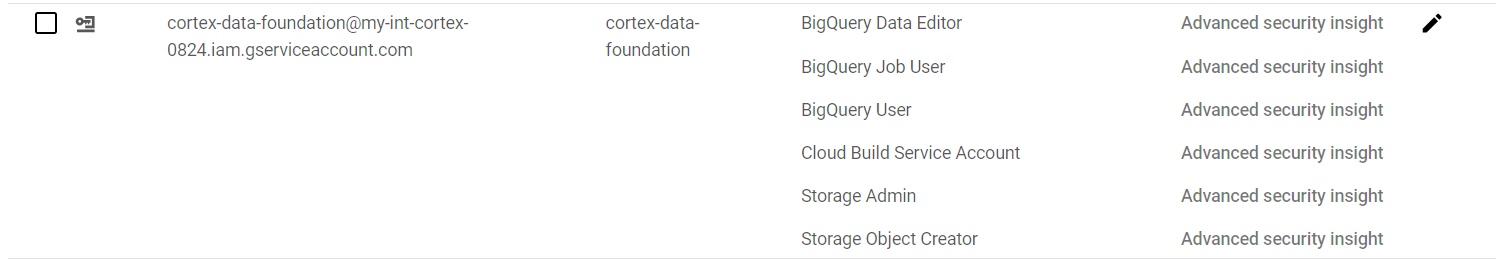 cortex-data-foundation@my-int-cortex-
0824.iam.gserviceaccount.com
cortex-data-
foundation
BigQuery Data Editor
Advanced security insight
BigQuery Job User
Advanced security insight
BigQuery User
Advanced security insight
Cloud Build Service Account
Advanced security insight
Storage Admin
Advanced security insight
Storage Object Creator
Advanced security insight